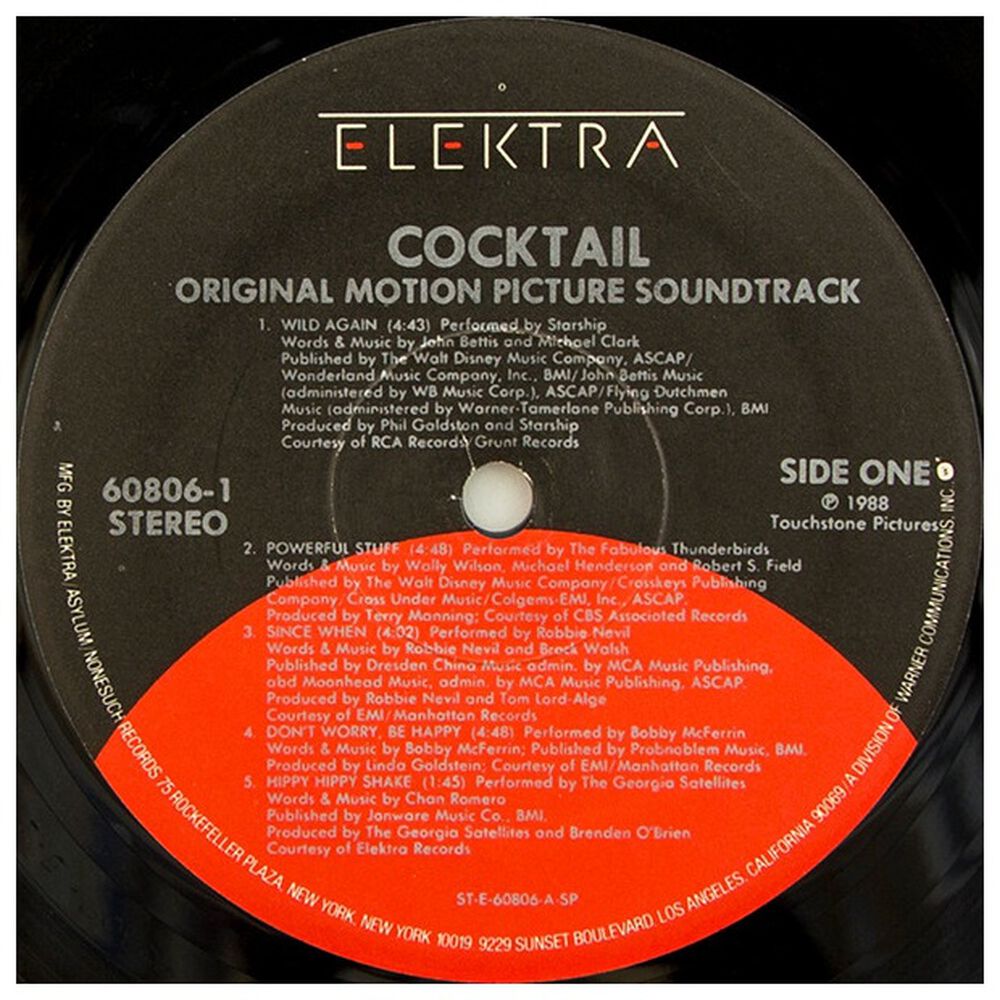 ELEKTRA
COCKTAIL
ORIGINAL MOTION PICTURE SOUNDTRACK
1. WILD AGAIN (4:43) Performed by Starship
Words & Music by John Bettis and Michael Clark
Published by The Walt Disney Music Company, ASCAP/
Wonderland Music Company, Inc., BMI/John Bettis Music
(administered by WB Music Corp.), ASCAP/Flying Dutchmen
Music (administered by Warner-Tamerlane Publishing Corp.), BMI
Produced by Phil Galdston and Starship
Courtesy of RCA Records/Grunt Records
60806-1
STEREO
SIDE ONE
℗ 1988
Touchstone Pictures
2. POWERFUL STUFF (4:48) Performed by The Fabulous Thunderbirds
Words & Music by Wally Wilson, Michael Henderson and Robert S. Field
Published by The Walt Disney Music Company/Crosskeys Publishing
Company, Cross Under Music/Colgems-EMI, Inc., ASCAP.
Produced by Terry Manning; Courtesy of CBS Associated Records
3. SINCE WHEN (4:02) Performed by Robbie Nevil
Words & Music by Robbie Nevil and Brock Walsh
Published by Dresden China Music admin. by MCA Music Publishing,
abd Moonhead Music, admin. by MCA Music Publishing, ASCAP.
Produced by Robbie Nevil and Tom Lord-Alge
Courtesy of EMI/Manhattan Records
4. DON'T WORRY, BE HAPPY (4:48) Performed by Bobby McFerrin
Words & Music by Bobby McFerrin; Published by Probnoblem Music, BMI.
Produced by Linda Goldstein; Courtesy of EMI/Manhattan Records
5. HIPPY HIPPY SHAKE (1:45) Performed by The Georgia Satellites
Words & Music by Chan Romero
Published by Janware Music Co., BMI.
Produced by The Georgia Satellites and Brenden O'Brien
Courtesy of Elektra Records
ST-E-60806-A-SP
MFG. BY ELEKTRA/ASYLUM/NONESUCH RECORDS 75 ROCKEFELLER PLAZA, NEW YORK, NEW YORK 10019. 9229 SUNSET BOULEVARD, LOS ANGELES, CALIFORNIA 90069/A DIVISION OF WARNER COMMUNICATIONS, INC.